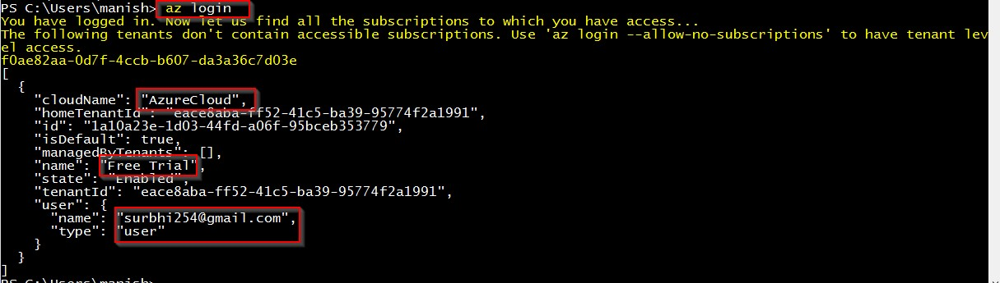 PS C:\Users\manish> az login
You have logged in. Now let us find all the subscriptions to which you have access...
The following tenants don't contain accessible subscriptions. Use 'az login --allow-no-subscriptions' to have tenant lev
el access.
f0ae82aa-0d7f-4ccb-b607-da3a36c7d03e
[
  {
    "cloudName": "AzureCloud",
    "homeTenantId": "eace8aba-ff52-41c5-ba39-95774f2a1991",
    "id": "1a10a23e-1d03-44fd-a06f-95bceb353779",
    "isDefault": true,
    "managedByTenants": [],
    "name": "Free Trial",
    "state": "Enabled",
    "tenantId": "eace8aba-ff52-41c5-ba39-95774f2a1991",
    "user": {
      "name": "surbhi254@gmail.com",
      "type": "user"
    }
  }
]
PS C:\Users\manish>